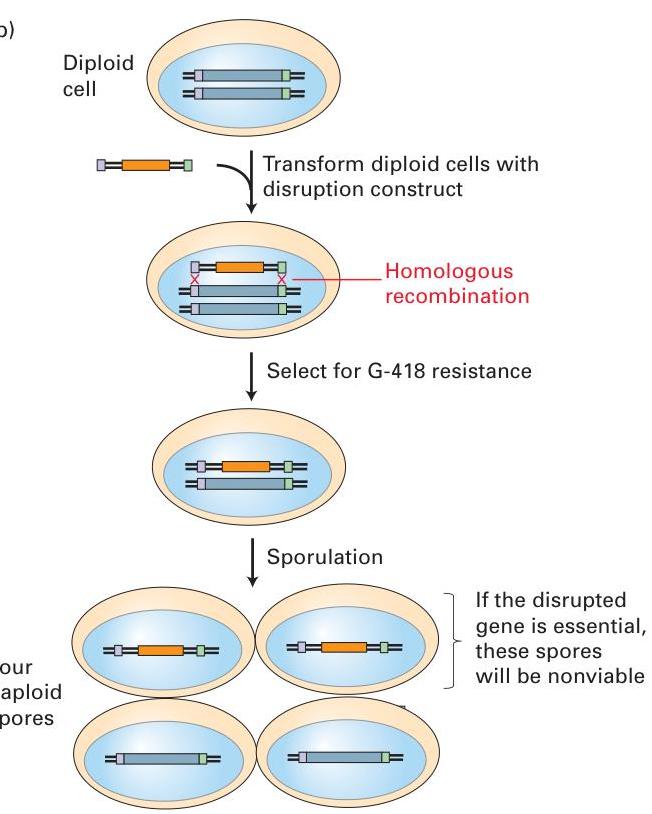 b)
Diploid
cell
Transform diploid cells with
disruption construct
Homologous
recombination
Select for G-418 resistance
Sporulation
If the disrupted
gene is essential,
these spores
will be nonviable
our
aploid
pores